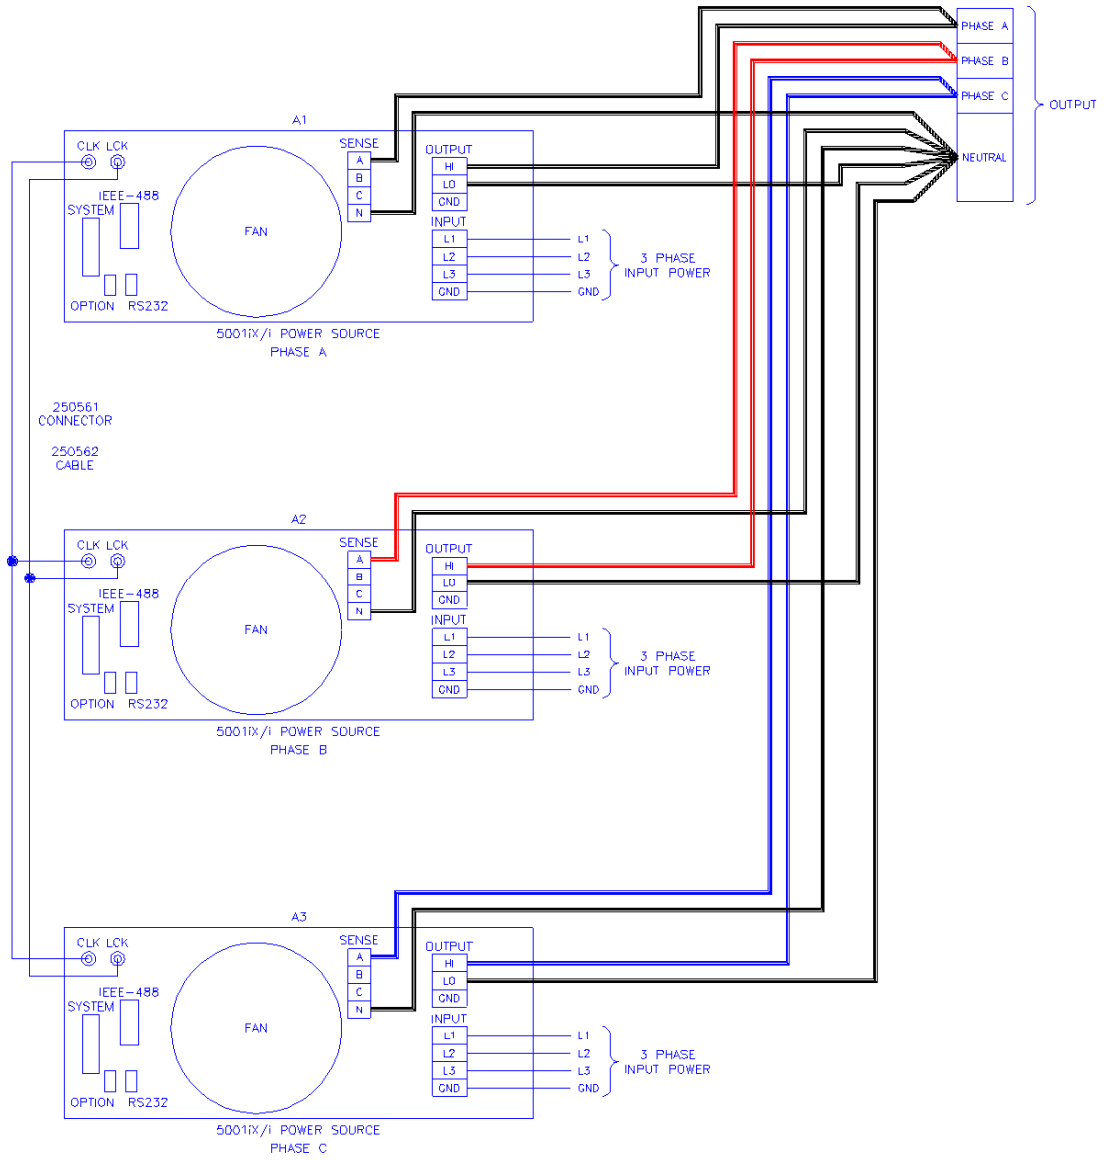 PHASE A
PHASE B
PHASE C
NEUTRAL
OUTPUT
A1
CLK LCK
SENSE
A
B
C
N
OUTPUT
HI
LO
GND
IEEE-488
SYSTEM
FAN
INPUT
L1
L2
L3
GND
L1
L2
L3
GND
3 PHASE
INPUT POWER
OPTION RS232
5001iX/i POWER SOURCE
PHASE A
250561
CONNECTOR
250562
CABLE
A2
CLK LCK
SENSE
A
B
C
N
OUTPUT
HI
LO
GND
IEEE-488
SYSTEM
FAN
INPUT
L1
L2
L3
GND
L1
L2
L3
GND
3 PHASE
INPUT POWER
OPTION RS232
5001iX/i POWER SOURCE
PHASE B
A3
CLK LCK
SENSE
A
B
C
N
OUTPUT
HI
LO
GND
IEEE-488
SYSTEM
FAN
INPUT
L1
L2
L3
GND
L1
L2
L3
GND
3 PHASE
INPUT POWER
OPTION RS232
5001iX/i POWER SOURCE
PHASE C